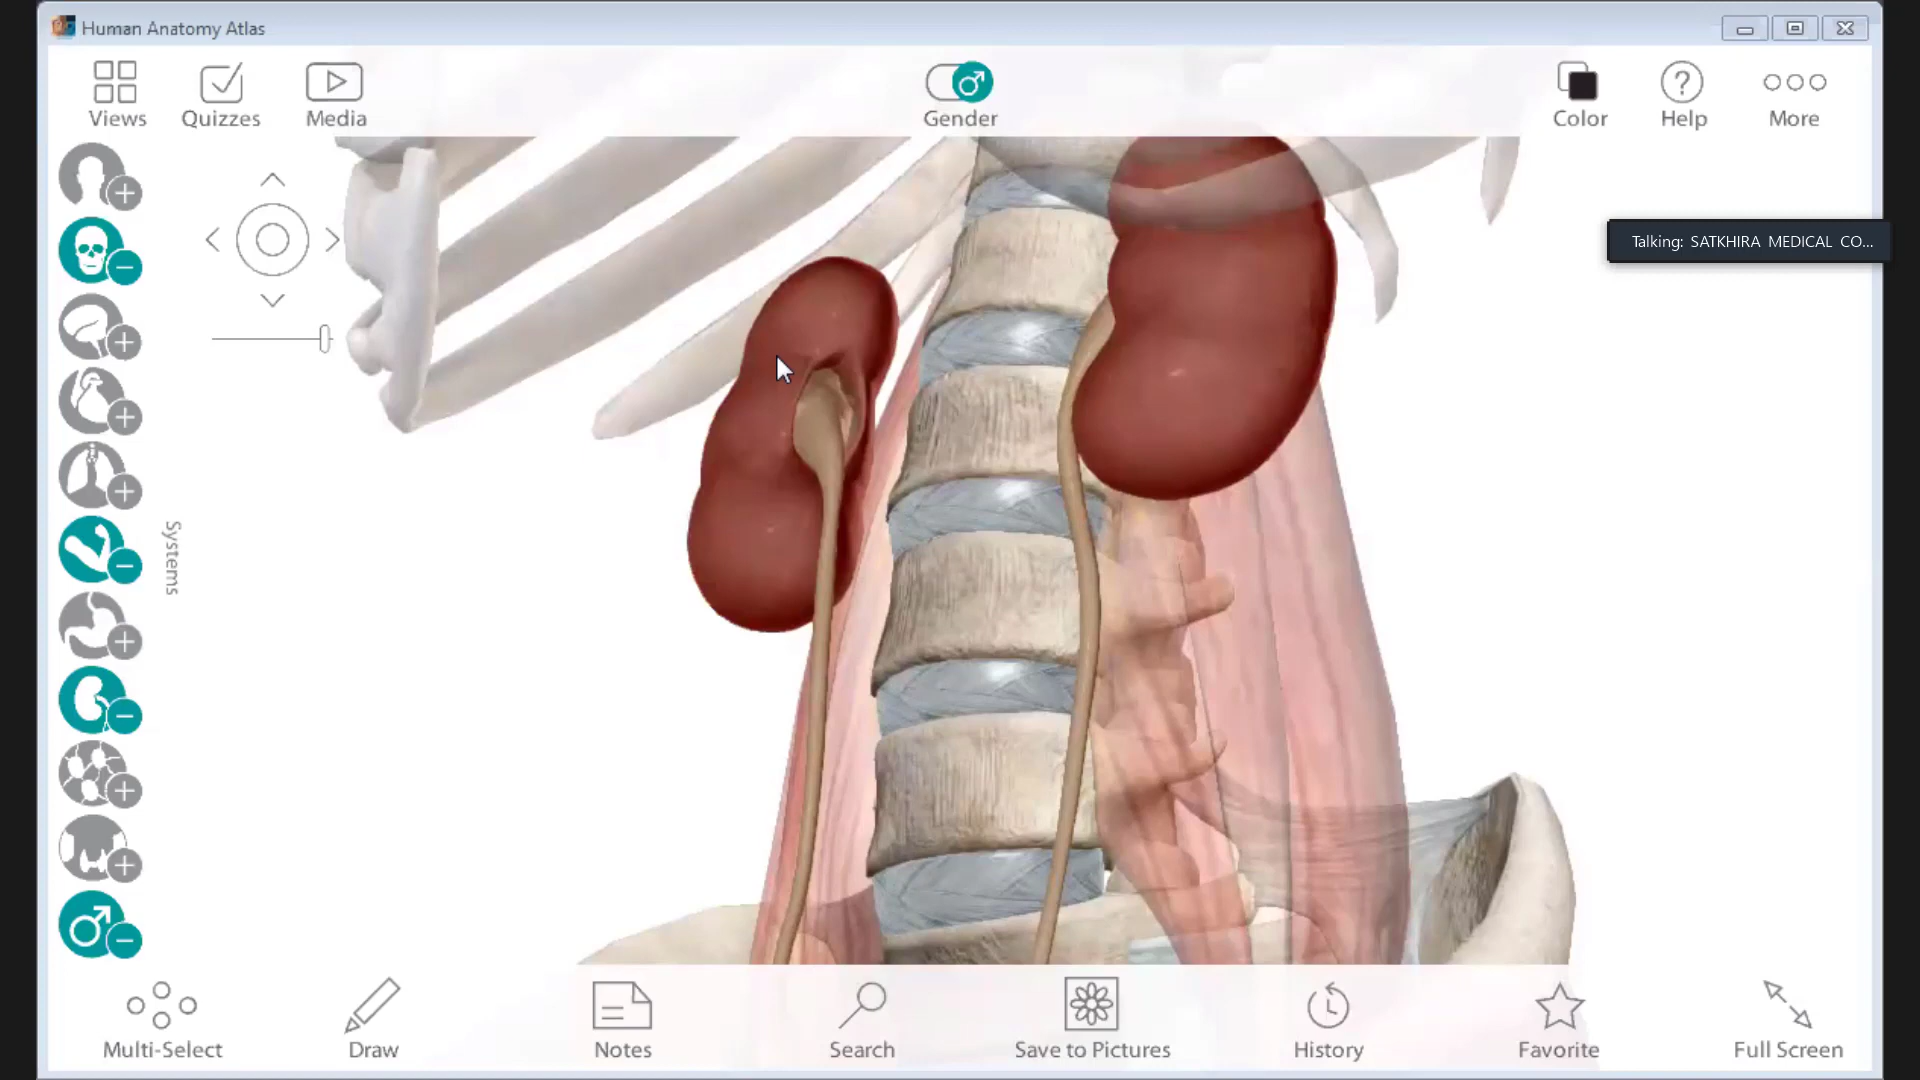 Human Anatomy Atlas
Views
Quizzes
Media
Gender
Color
Help
More
Talking: SATKHIRA MEDICAL CO...
Systems
Multi-Select
Draw
Notes
Search
Save to Pictures
History
Favorite
Full Screen